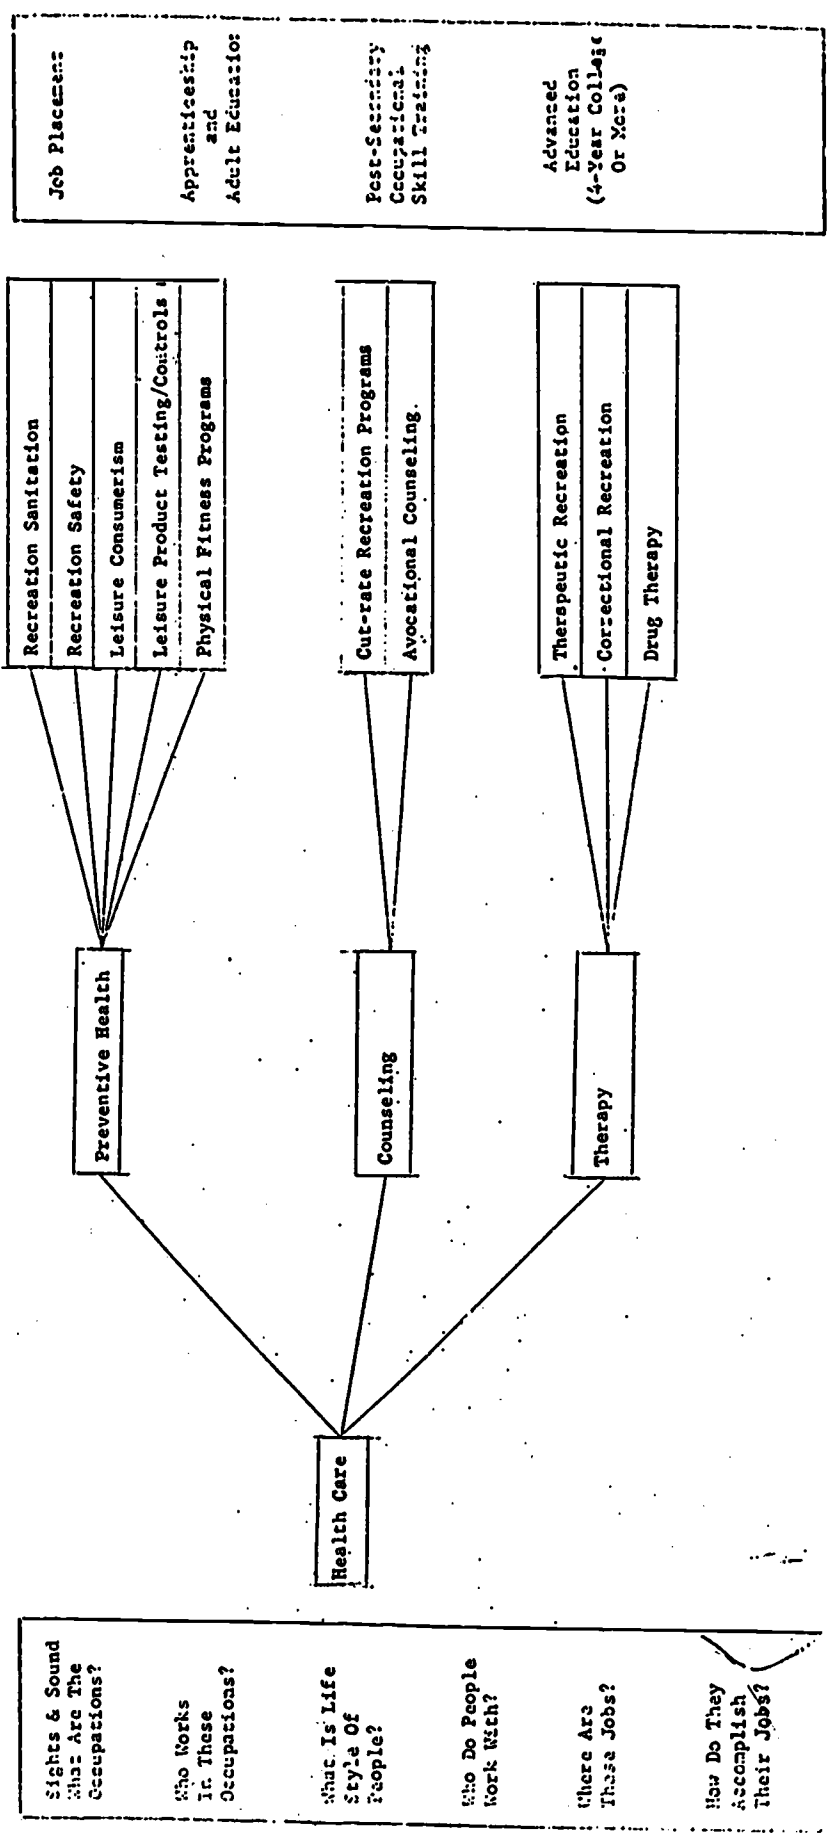 Sights & Sound
What Are The
Occupations?
Who Works
In These
Occupations?
What Is Life
Style Of
People?
Who Do People
Work With?
Where Are
These Jobs?
How Do They
Accomplish
Their Jobs?
Health Care
Preventive Health
Counseling
Therapy
Recreation Sanitation
Recreation Safety
Leisure Consumerism
Leisure Product Testing/Controls
Physical Fitness Programs
Cut-rate Recreation Programs
Avocational Counseling.
Therapeutic Recreation
Correctional Recreation
Drug Therapy
Job Placement
Apprenticeship
and
Adult Education
Post-Secondary
Occupational
Skill Training
Advanced
Education
(4-Year College
Or More)